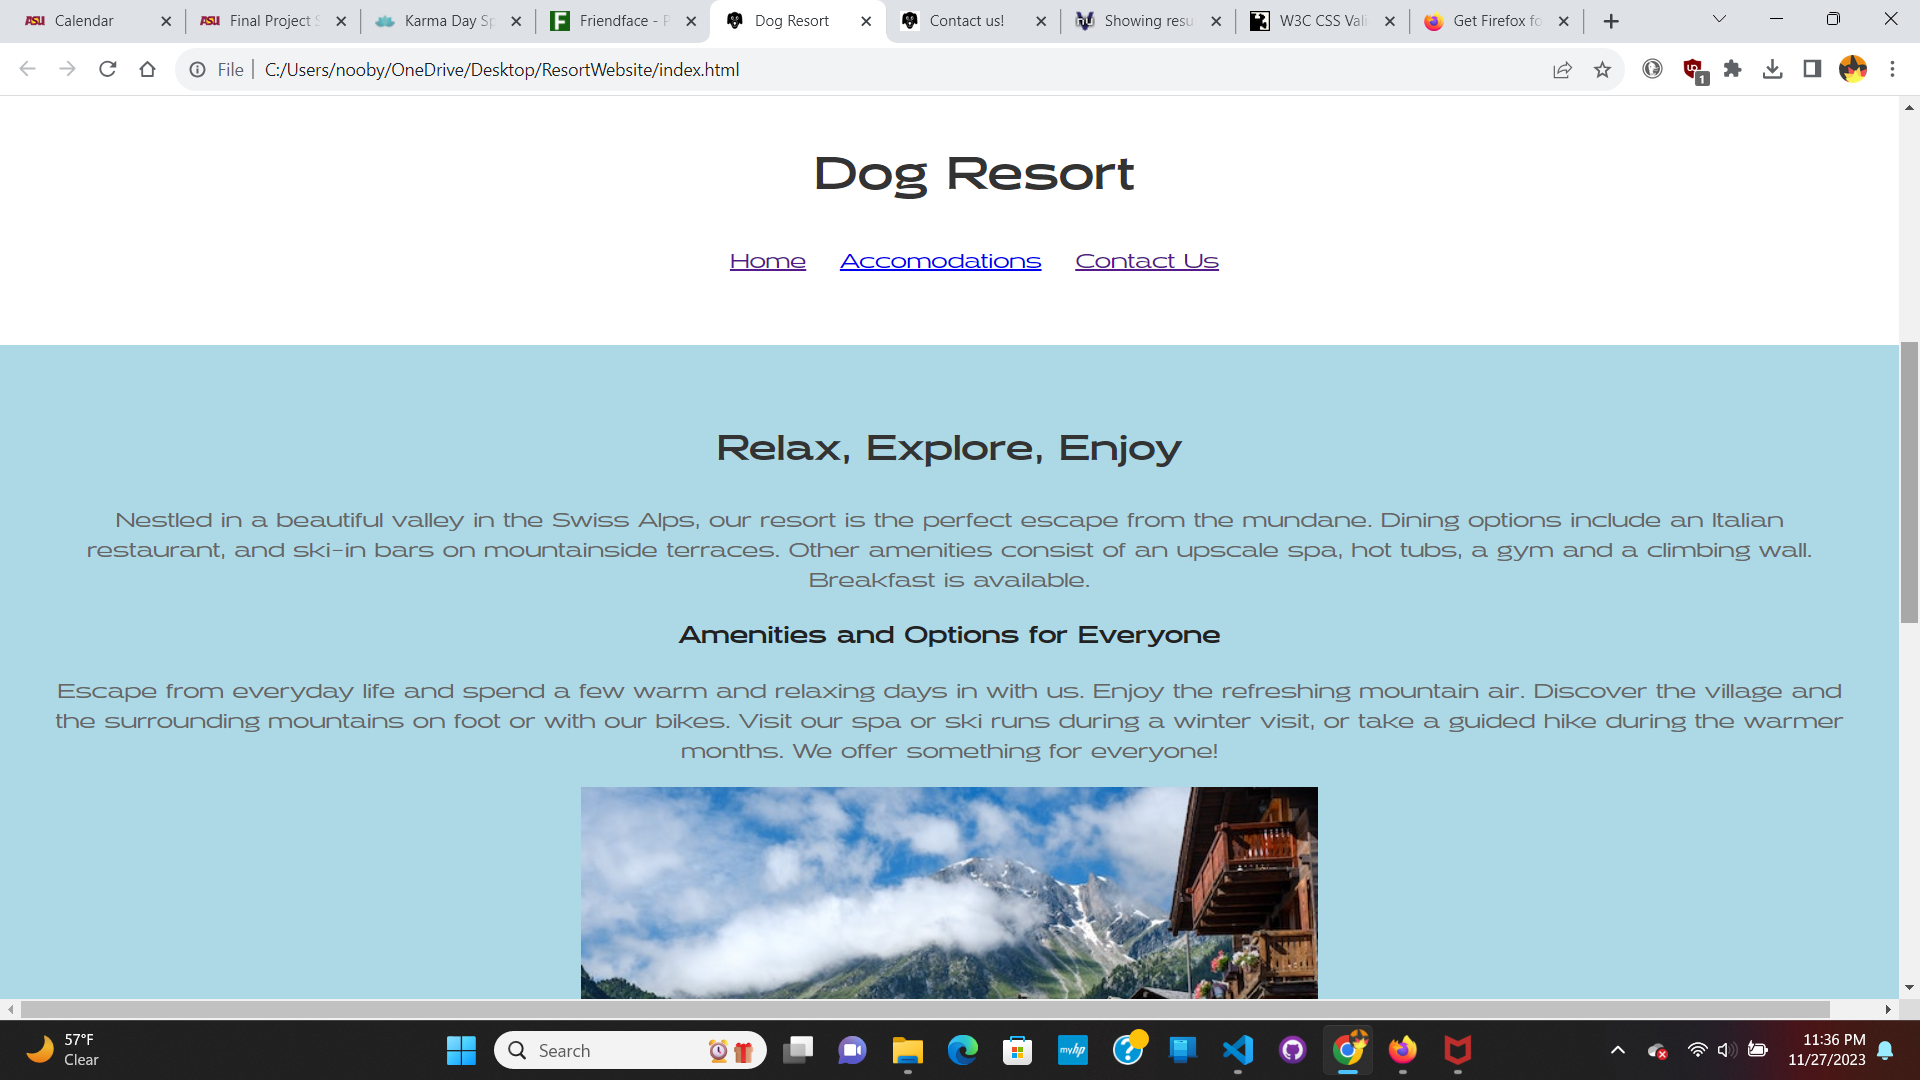 Calendar
Final Project S
Karma Day Sp
Friendface - P
Dog Resort
Contact us!
Showing resu
W3C CSS Vali
Get Firefox fo
File
C:/Users/nooby/OneDrive/Desktop/ResortWebsite/index.html
1
Dog Resort
Home Accomodations Contact Us
Relax, Explore, Enjoy
Nestled in a beautiful valley in the Swiss Alps, our resort is the perfect escape from the mundane. Dining options include an Italian
restaurant, and ski-in bars on mountainside terraces. Other amenities consist of an upscale spa, hot tubs, a gym and a climbing wall.
Breakfast is available.
Amenities and Options for Everyone
Escape from everyday life and spend a few warm and relaxing days in with us. Enjoy the refreshing mountain air. Discover the village and
the surrounding mountains on foot or with our bikes. Visit our spa or ski runs during a winter visit, or take a guided hike during the warmer
months. We offer something for everyone!
57°F
Clear
Search
myhp
11:36 PM
11/27/2023